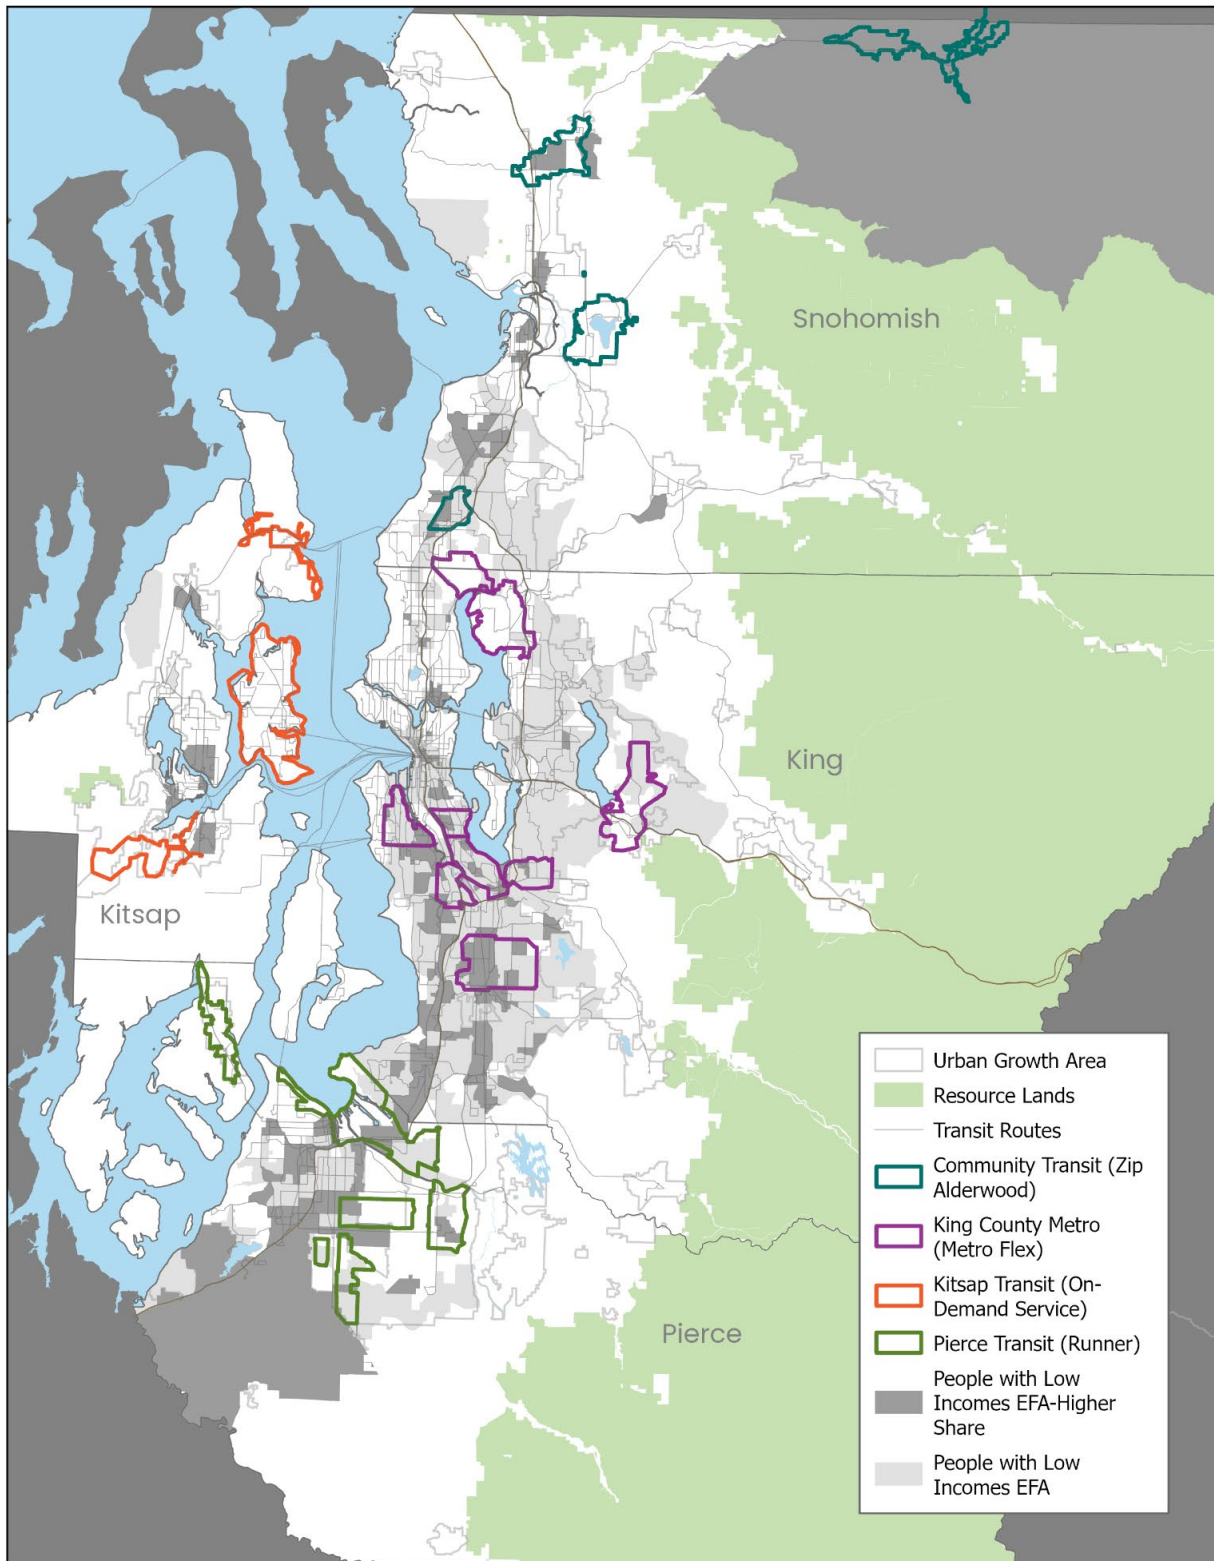 Snohomish
King
Kitsap
Pierce
Urban Growth Area
Resource Lands
Transit Routes
Community Transit (Zip
Alderwood)
King County Metro
(Metro Flex)
Kitsap Transit (On-
Demand Service)
Pierce Transit (Runner)
People with Low
Incomes EFA-Higher
Share
People with Low
Incomes EFA